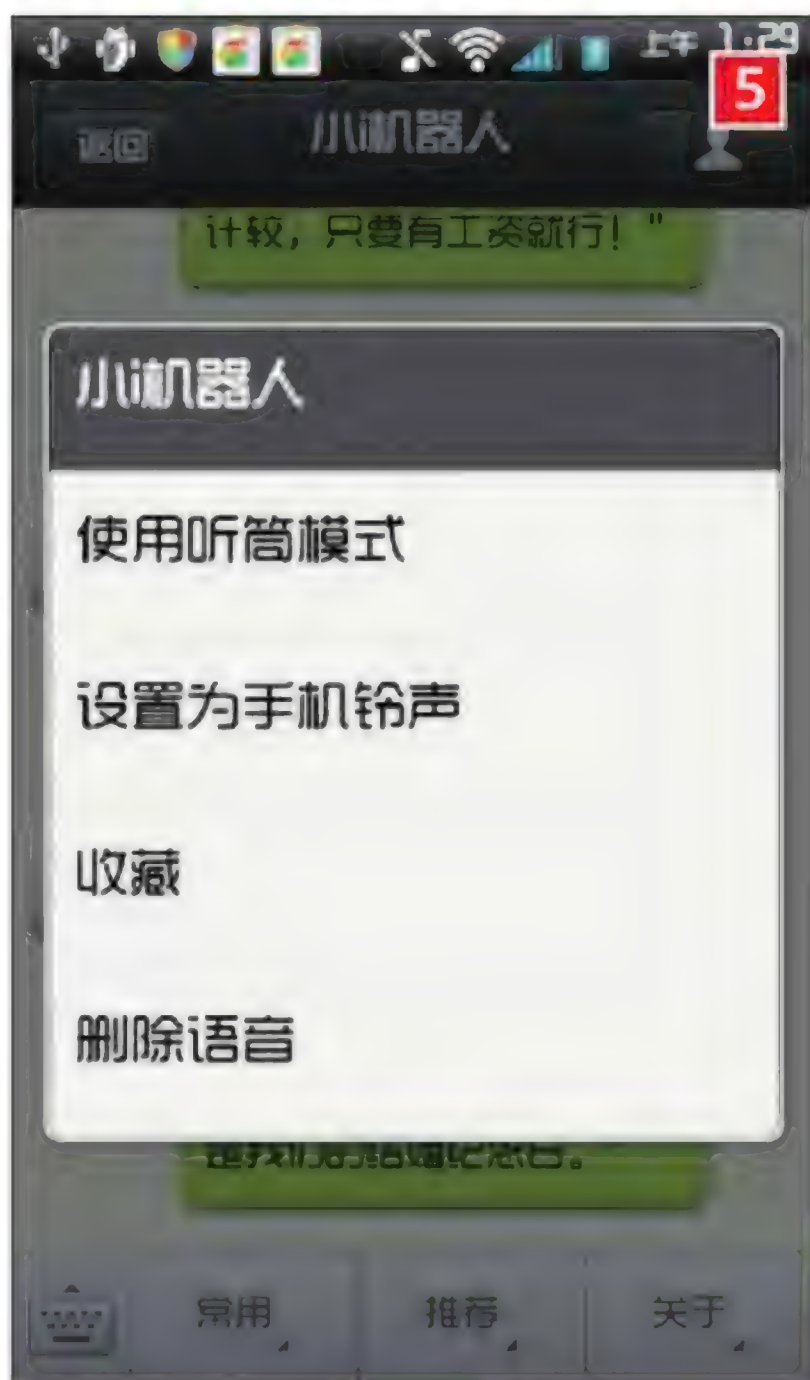 上午 1:29
5
返回
小i机器人
计较，只要有工资就行！"
小i机器人
使用听筒模式
设置为手机铃声
收藏
删除语音
常用
推荐
关于